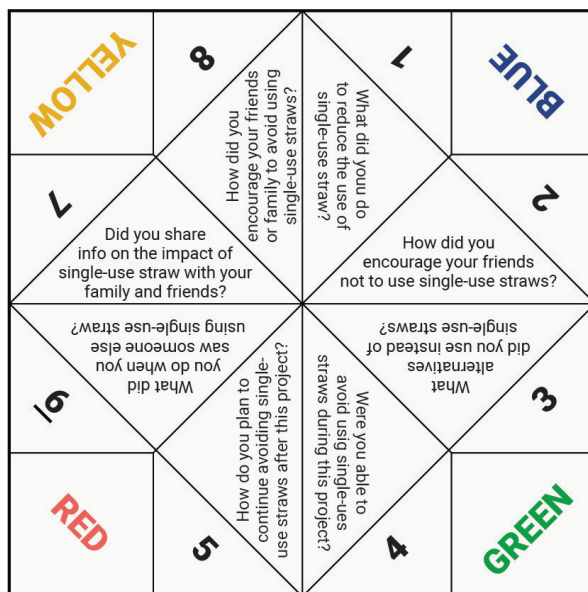 YELLOW
8
1
BLUE
How did you
encourage your friends
or family to avoid using
single-use straws?
What did youu do
to reduce the use of
single-use straw?
7
2
Did you share
info on the impact of
single-use straw with your
family and friends?
How did you
encourage your friends
not to use single-use straws?
What did
you do when you
saw someone else
using single-use straw?
What
alternatives
did you use instead of
single-use straws?
6
3
How do you plan to
continue avoiding single-
use straws after this project?
Were you able to
avoid usig single-ues
straws during this project?
RED
5
4
GREEN